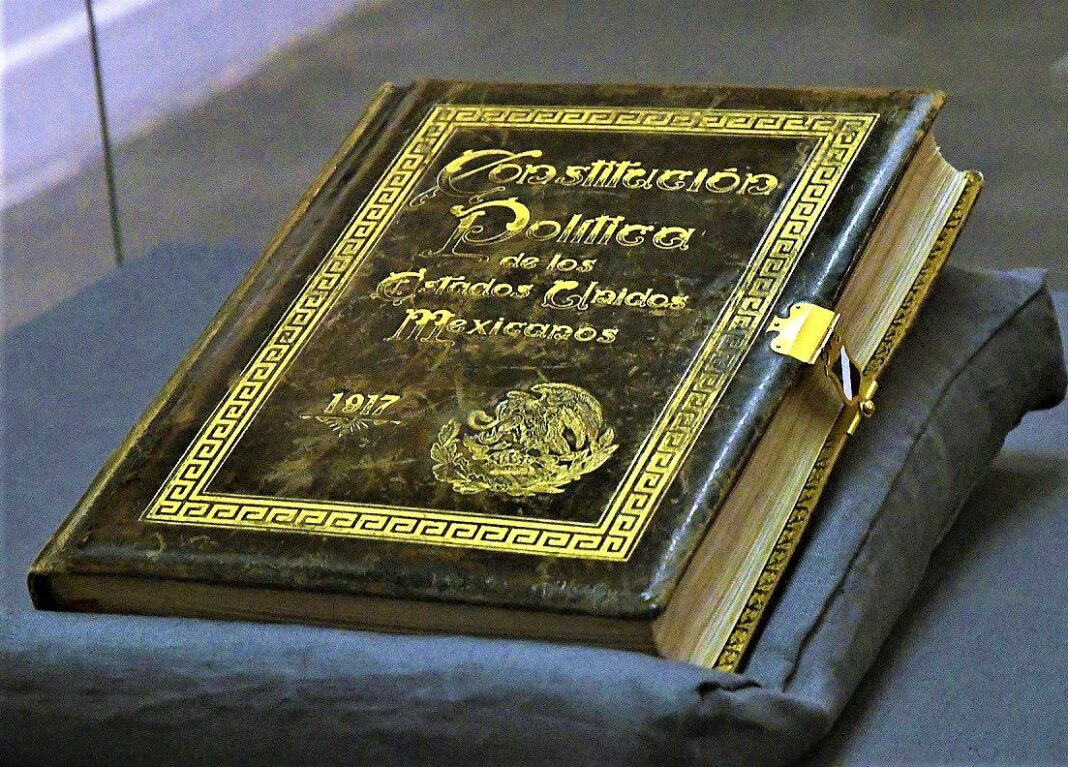 Constitución
Política
de los
Estados Unidos
Mexicanos
1917